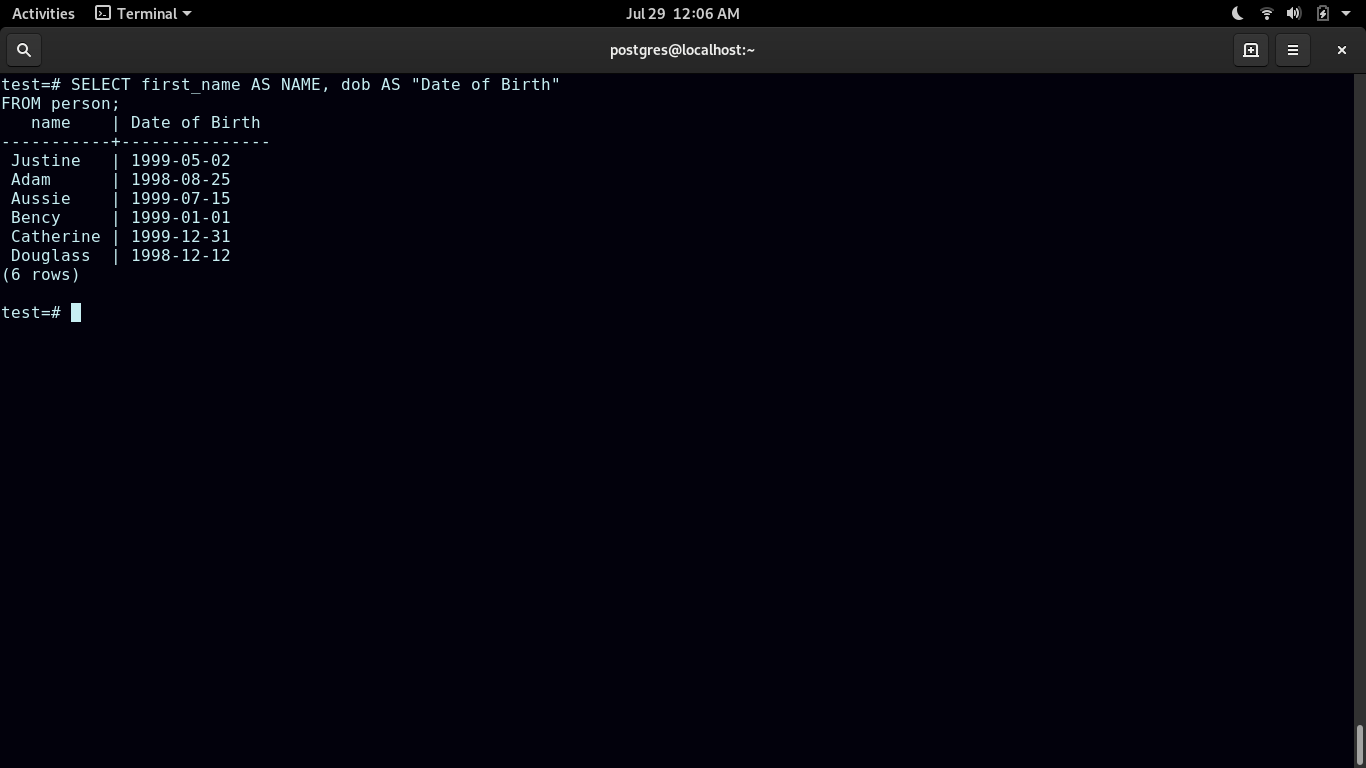 Activities Terminal Jul 29 12:06 AM
postgres@localhost:~
test=# SELECT first_name AS NAME, dob AS "Date of Birth"
FROM person;
   name    | Date of Birth
-----------+---------------
 Justine   | 1999-05-02
 Adam      | 1998-08-25
 Aussie    | 1999-07-15
 Bency     | 1999-01-01
 Catherine | 1999-12-31
 Douglass  | 1998-12-12
(6 rows)
test=#